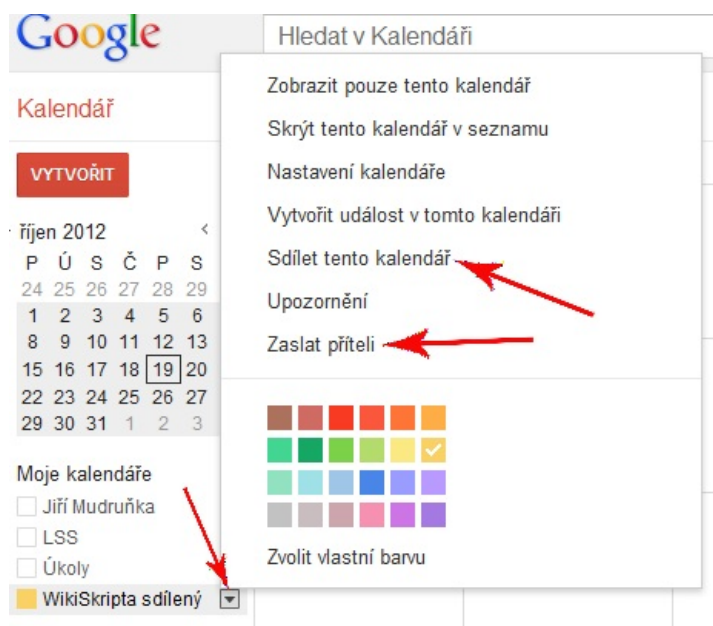 Google
Hledat v Kalendáři
Kalendář
VYTVOŘIT
říjen 2012 <
P Ú S Č P S
24 25 26 27 28 29
1 2 3 4 5 6
8 9 10 11 12 13
15 16 17 18 19 20
22 23 24 25 26 27
29 30 31 1 2 3
Moje kalendáře
Jiří Mudruňka
LSS
Úkoly
WikiSkripta sdílený
Zobrazit pouze tento kalendář
Skrýt tento kalendář v seznamu
Nastavení kalendáře
Vytvořit událost v tomto kalendáři
Sdílet tento kalendář
Upozornění
Zaslat příteli
Zvolit vlastní barvu